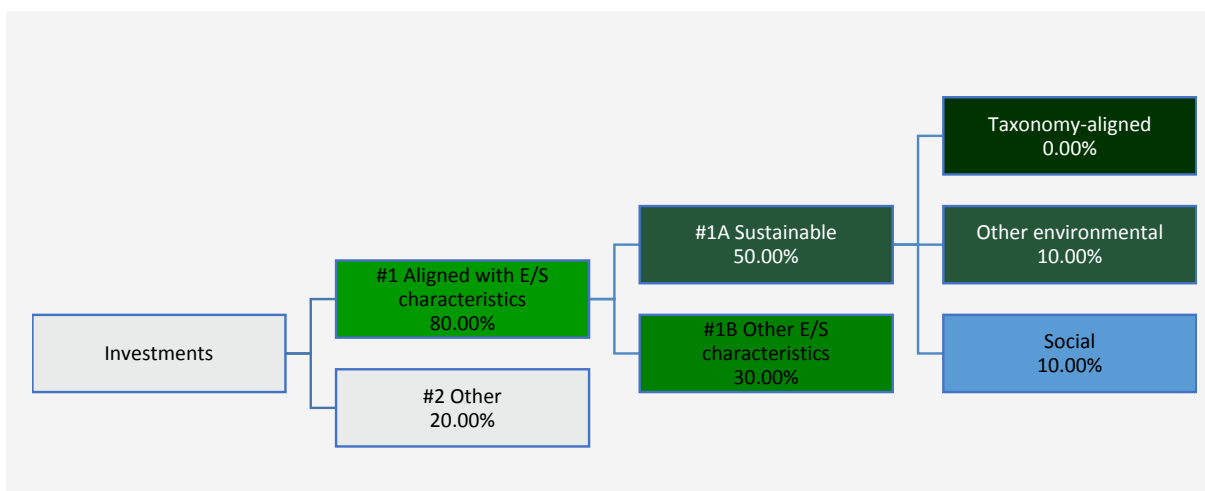 Investments
#1 Aligned with E/S
characteristics
80.00%
#2 Other
20.00%
#1A Sustainable
50.00%
#1B Other E/S
characteristics
30.00%
Taxonomy-aligned
0.00%
Other environmental
10.00%
Social
10.00%